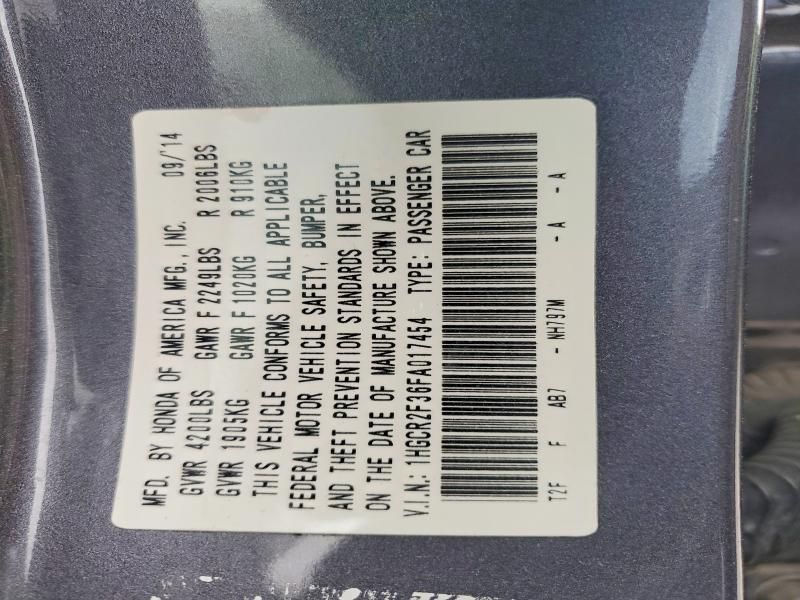 MFD. BY HONDA OF AMERICA MFG., INC. 09/14
GVWR 4200LBS GAWR F 2249LBS R 2006LBS
GVWR 1905KG GAWR F 1020KG R 910KG
THIS VEHICLE CONFORMS TO ALL APPLICABLE
FEDERAL MOTOR VEHICLE SAFETY, BUMPER,
AND THEFT PREVENTION STANDARDS IN EFFECT
ON THE DATE OF MANUFACTURE SHOWN ABOVE.
V.I.N.: 1HGCR2F36FA017454 TYPE: PASSENGER CAR
T2F F AB7 - NH797M - A - A